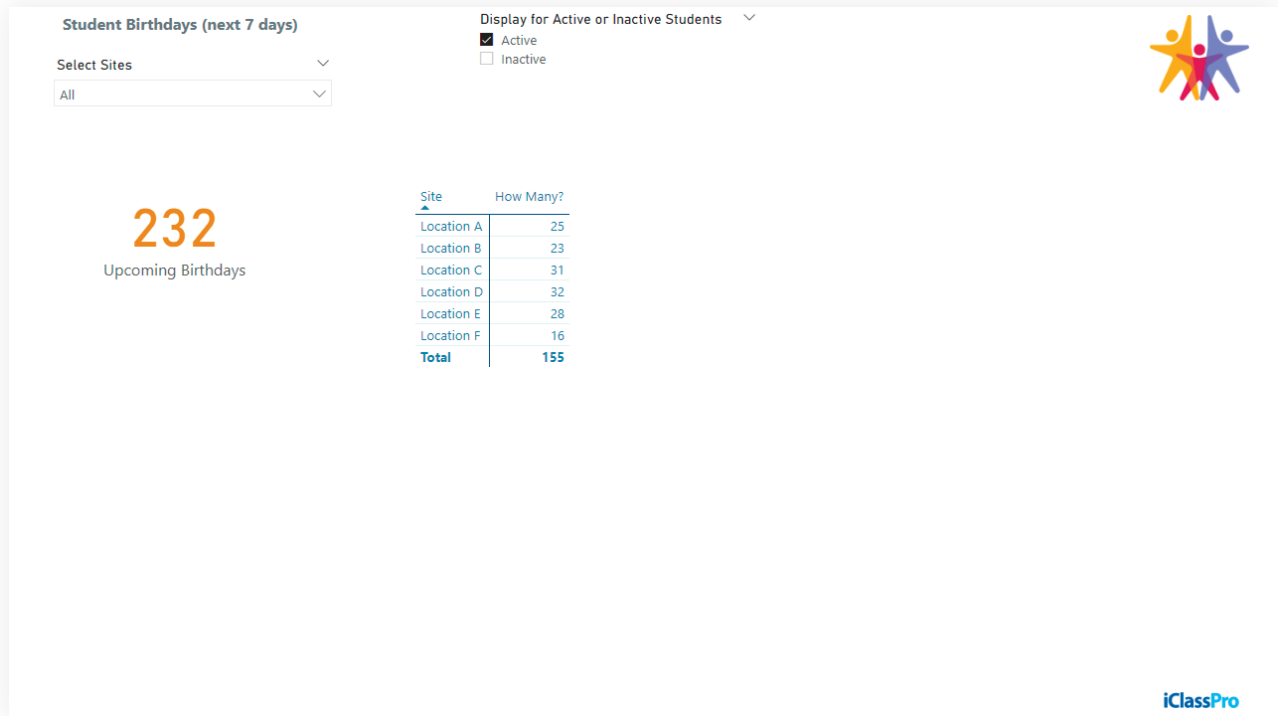 Student Birthdays (next 7 days)
Display for Active or Inactive Students
Active
Inactive
Select Sites
All
232
Upcoming Birthdays
Site How Many?
Location A 25
Location B 23
Location C 31
Location D 32
Location E 28
Location F 16
Total 155
iClassPro